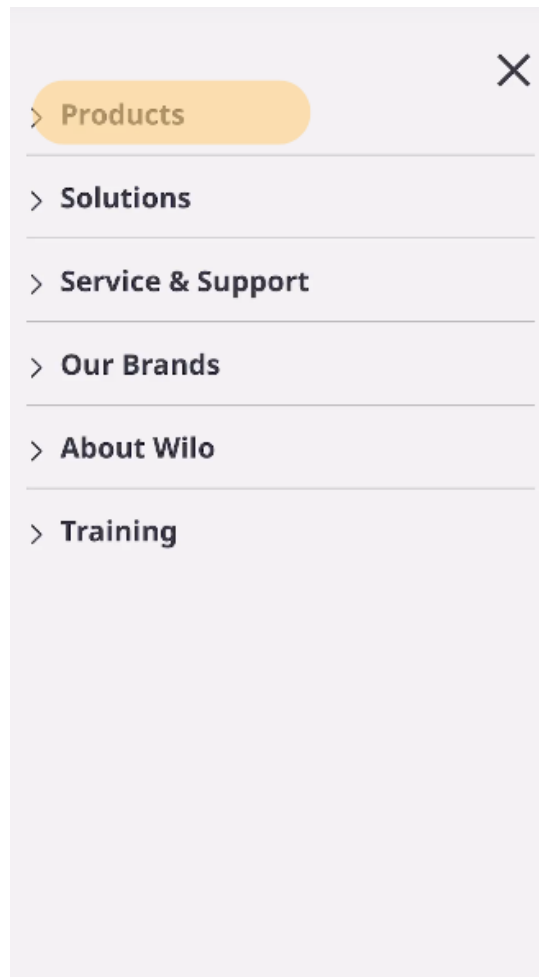 Products
Solutions
Service & Support
Our Brands
About Wilo
Training